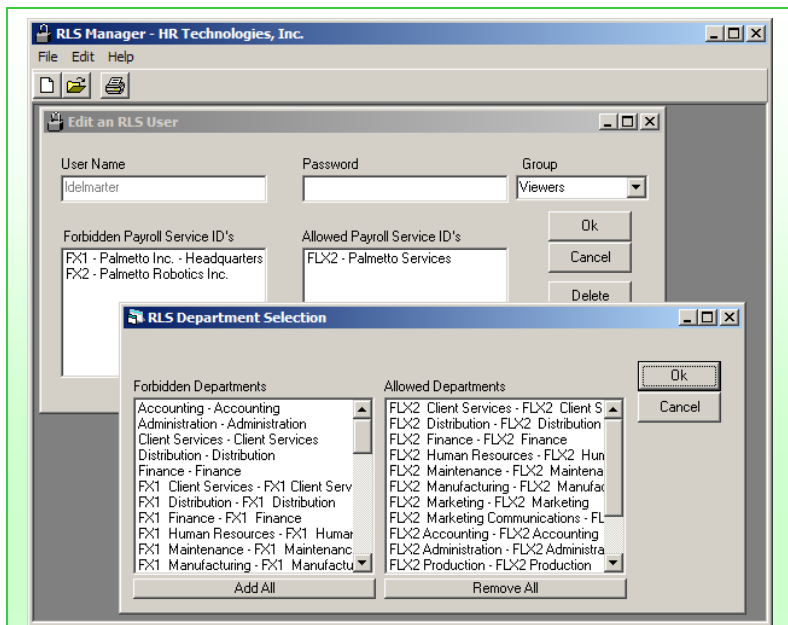 RLS Manager - HR Technologies, Inc.
File Edit Help
Edit an RLS User
User Name Password Group
ldelmarter Viewers
Forbidden Payroll Service ID's Allowed Payroll Service ID's
FX1 - Palmetto Inc. - Headquarters
FX2 - Palmetto Robotics Inc.
FLX2 - Palmetto Services
Ok
Cancel
Delete
RLS Department Selection
Forbidden Departments
Accounting - Accounting
Administration - Administration
Client Services - Client Services
Distribution - Distribution
Finance - Finance
FX1 Client Services - FX1 Client Serv
FX1 Distribution - FX1 Distribution
FX1 Finance - FX1 Finance
FX1 Human Resources - FX1 Humar
FX1 Maintenance - FX1 Maintenanc
FX1 Manufacturing - FX1 Manufactu
Add All
Allowed Departments
FLX2 Client Services - FLX2 Client S
FLX2 Distribution - FLX2 Distribution
FLX2 Finance - FLX2 Finance
FLX2 Human Resources - FLX2 Hun
FLX2 Maintenance - FLX2 Maintena
FLX2 Manufacturing - FLX2 Manufac
FLX2 Marketing - FLX2 Marketing
FLX2 Marketing Communications - FL
FLX2 Accounting - FLX2 Accounting
FLX2 Administration - FLX2 Administra
FLX2 Production - FLX2 Production
Remove All
Ok
Cancel